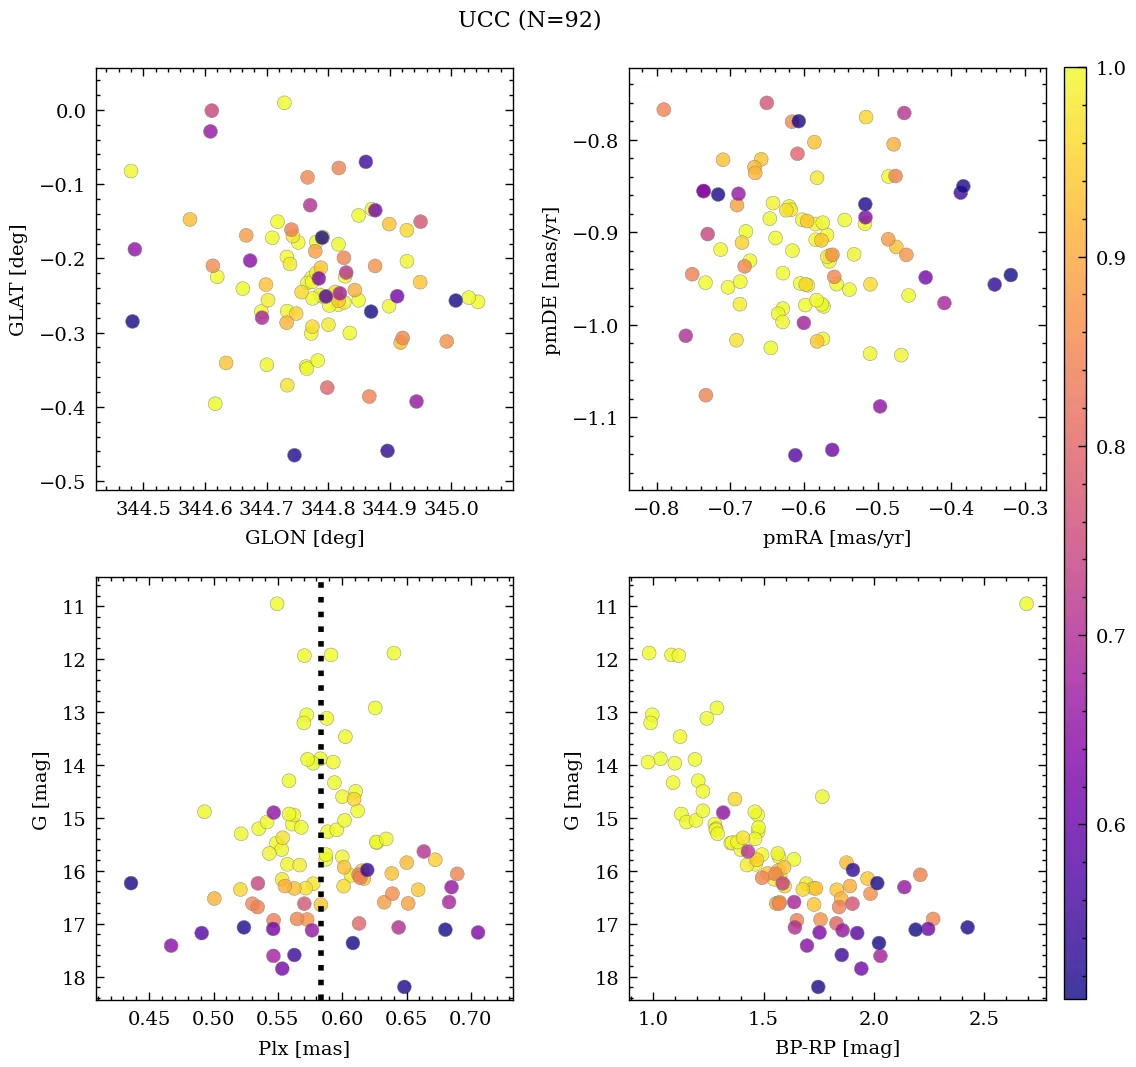 UCC (N=92)
0.0
−0.1
−0.2
−0.3
−0.4
−0.5
GLAT [deg]
344.5 344.6 344.7 344.8 344.9 345.0
GLON [deg]
−0.8
−0.9
−1.0
−1.1
pmDE [mas/yr]
−0.8 −0.7 −0.6 −0.5 −0.4 −0.3
pmRA [mas/yr]
1.0
0.9
0.8
0.7
0.6
11
12
13
14
15
16
17
18
G [mag]
0.45 0.50 0.55 0.60 0.65 0.70
Plx [mas]
11
12
13
14
15
16
17
18
G [mag]
1.0 1.5 2.0 2.5
BP-RP [mag]